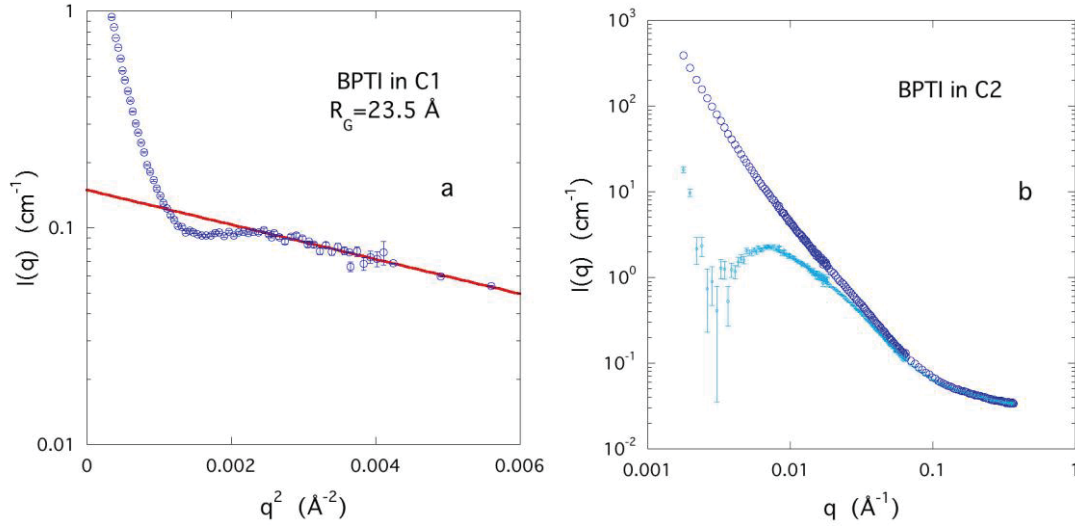 1
0.1
0.01
I(q) (cm⁻¹)
BPTI in C1
R_G=23.5 Å
a
0 0.002 0.004 0.006
q² (Å⁻²)
10³
10²
10¹
10⁰
10⁻¹
10⁻²
I(q) (cm⁻¹)
BPTI in C2
b
0.001 0.01 0.1 1
q (Å⁻¹)